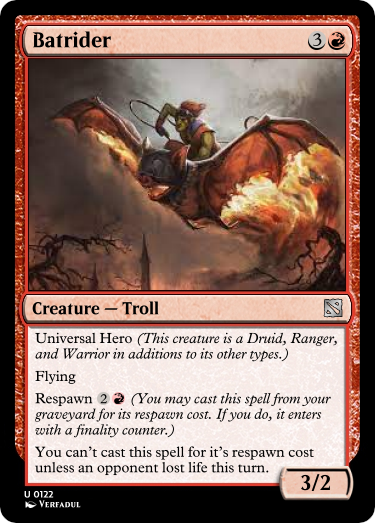 Batrider 3
Creature — Troll
Universal Hero (This creature is a Druid, Ranger,
and Warrior in additions to its other types.)
Flying
Respawn 2 (You may cast this spell from your
graveyard for its respawn cost. If you do, it enters
with a finality counter.)
You can't cast this spell for it's respawn cost
unless an opponent lost life this turn.
3/2
U 0122
Verfadul